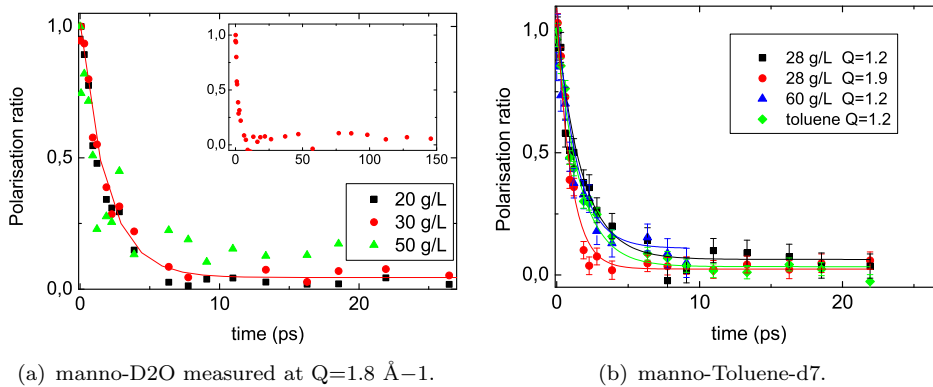 1,0
0,5
0,0
Polarisation ratio
0
10
20
time (ps)
1,0
0,5
0,0
0
50
100
150
20 g/L
30 g/L
50 g/L
(a) manno-D2O measured at Q=1.8 Å−1.
1,0
0,5
0,0
Polarisation ratio
0
10
20
time (ps)
28 g/L Q=1.2
28 g/L Q=1.9
60 g/L Q=1.2
toluene Q=1.2
(b) manno-Toluene-d7.